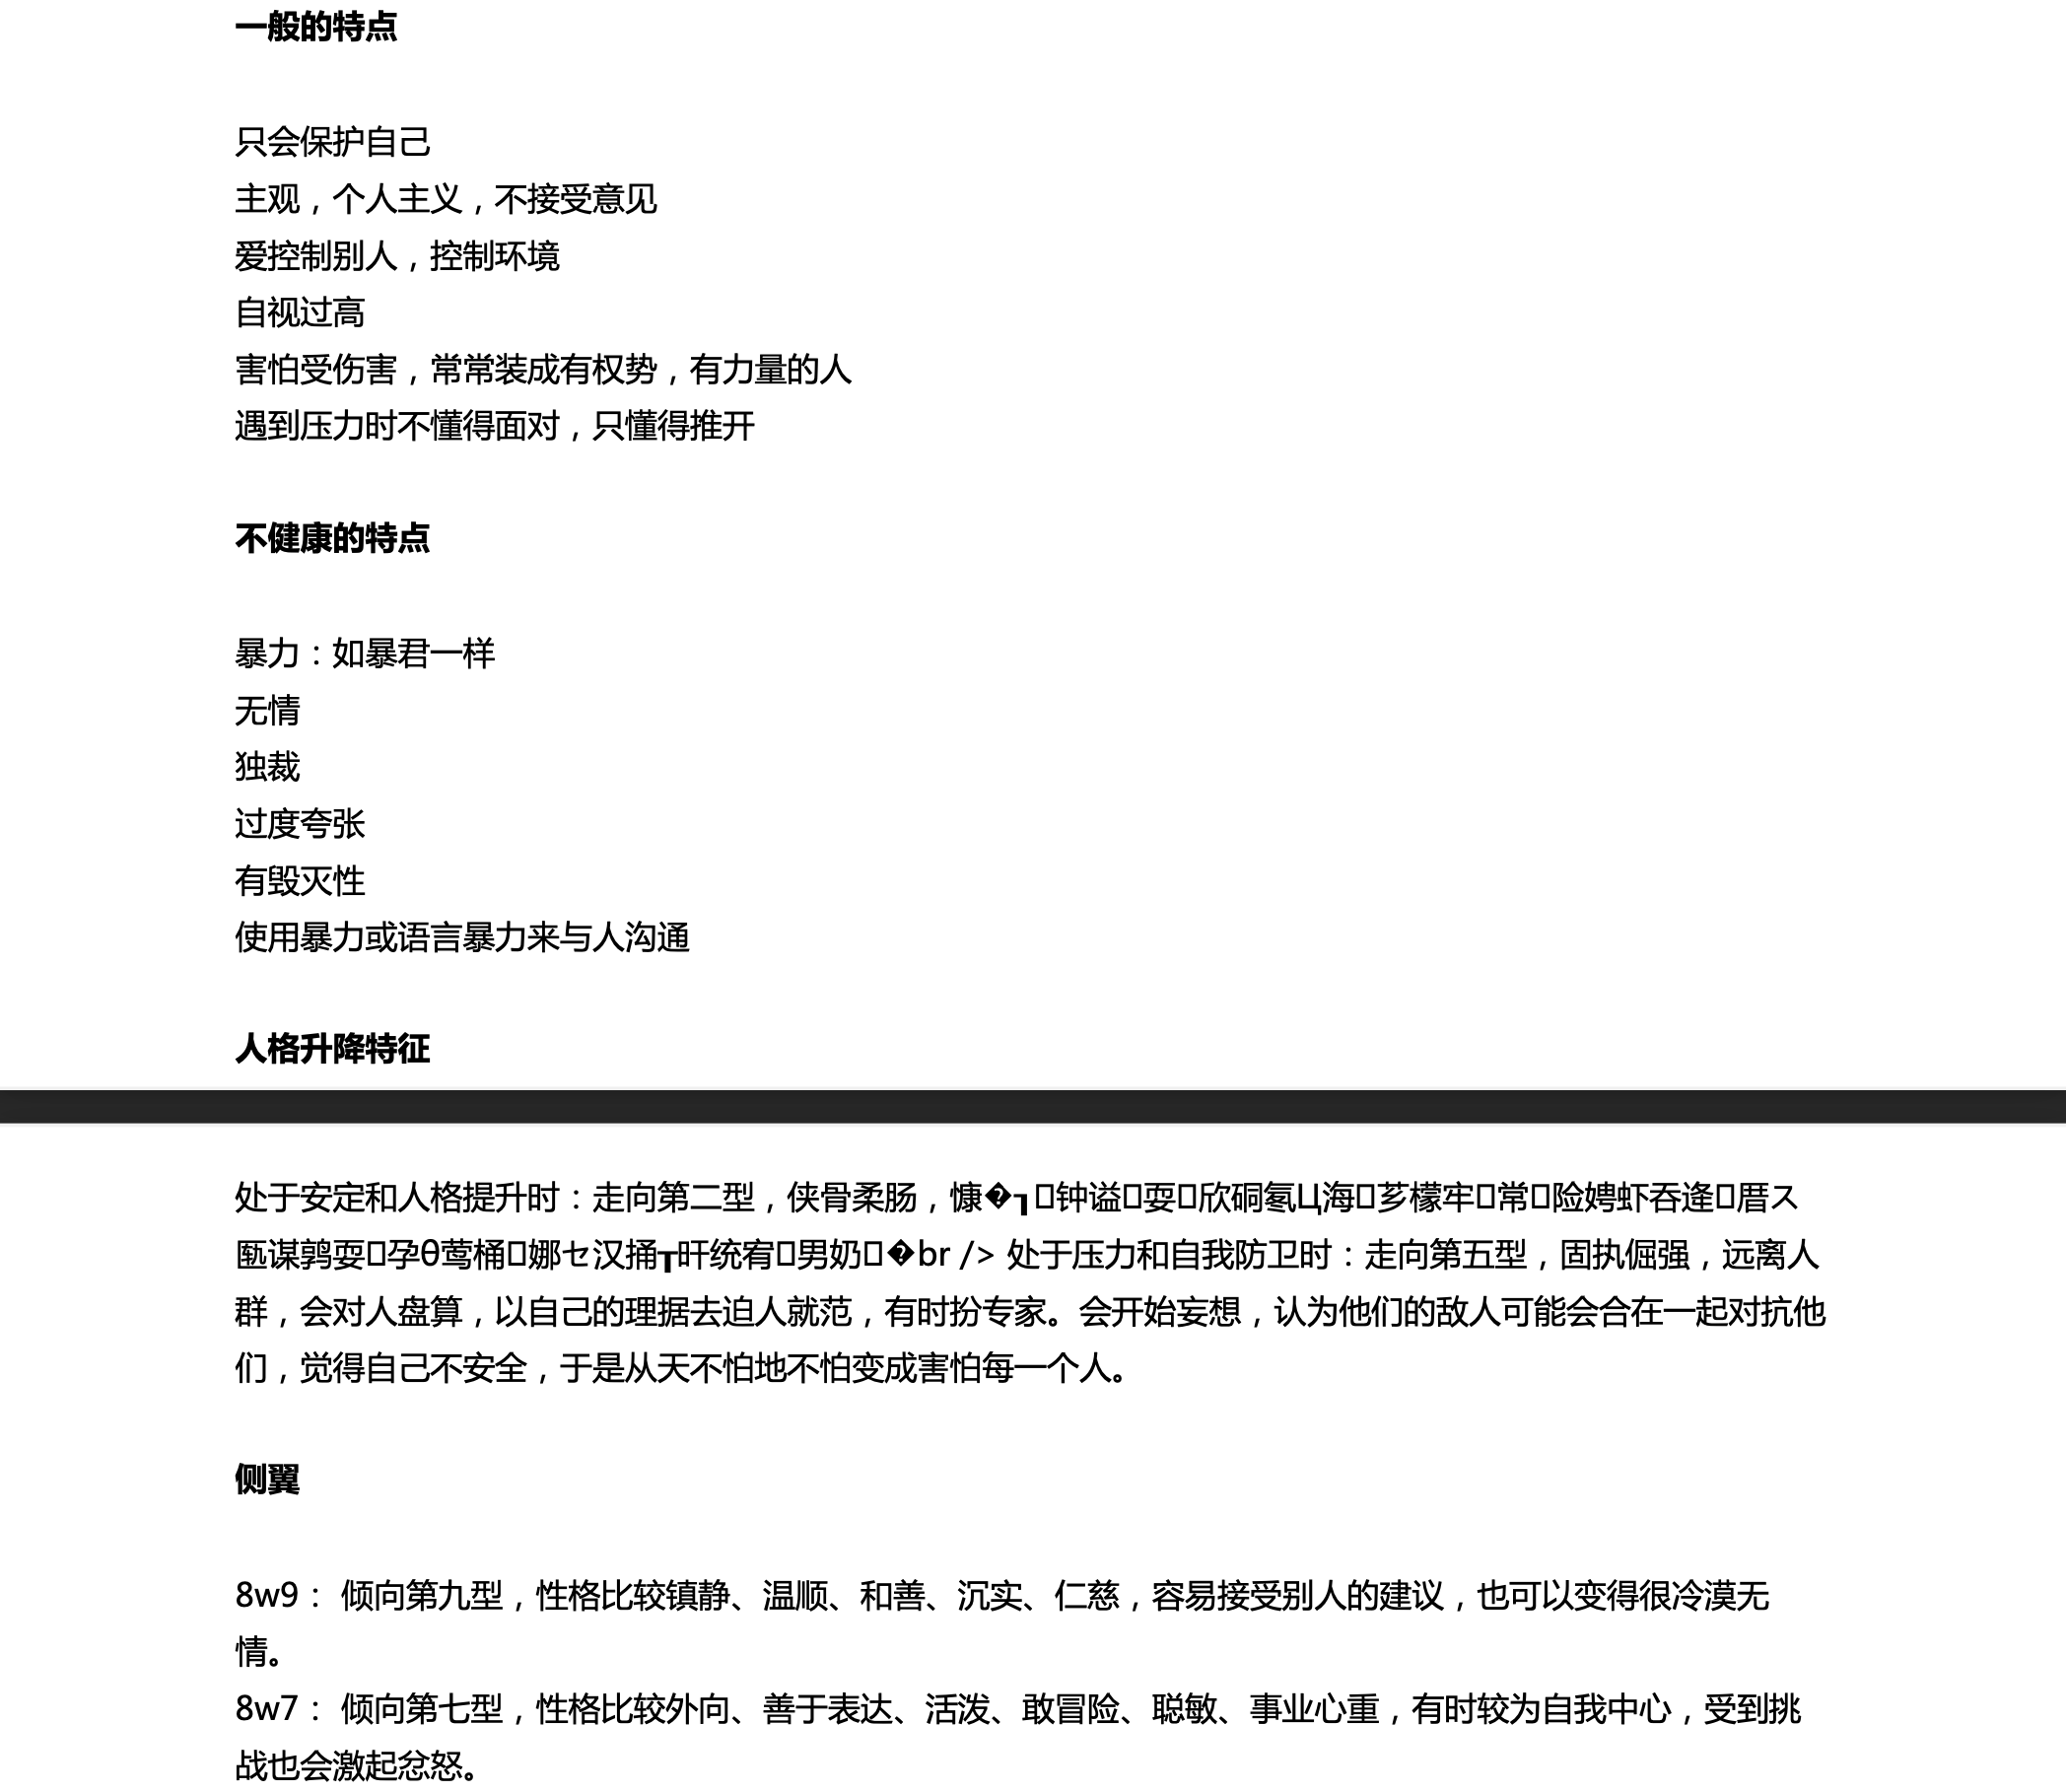 一般的特点
只会保护自己
主观，个人主义，不接受意见
爱控制别人，控制环境
自视过高
害怕受伤害，常常装成有权势，有力量的人
遇到压力时不懂得面对，只懂得推开
不健康的特点
暴力：如暴君一样
无情
独裁
过度夸张
有毁灭性
使用暴力或语言暴力来与人沟通
人格升降特征
处于安定和人格提升时：走向第二型，侠骨柔肠，慷�┓钟谥耍欣硐氡Ц海芗檬牢常险娉虾吞逄厝ス
匦谋鹑耍孕θ莺桶娜セ汉捅┰旰统宥男奶�br /> 处于压力和自我防卫时：走向第五型，固执倔强，远离人
群，会对人盘算，以自己的理据去迫人就范，有时扮专家。会开始妄想，认为他们的敌人可能会合在一起对抗他
们，觉得自己不安全，于是从天不怕地不怕变成害怕每一个人。
侧翼
8w9： 倾向第九型，性格比较镇静、温顺、和善、沉实、仁慈，容易接受别人的建议，也可以变得很冷漠无
情。
8w7： 倾向第七型，性格比较外向、善于表达、活泼、敢冒险、聪敏、事业心重，有时较为自我中心，受到挑
战也会激起忿怒。